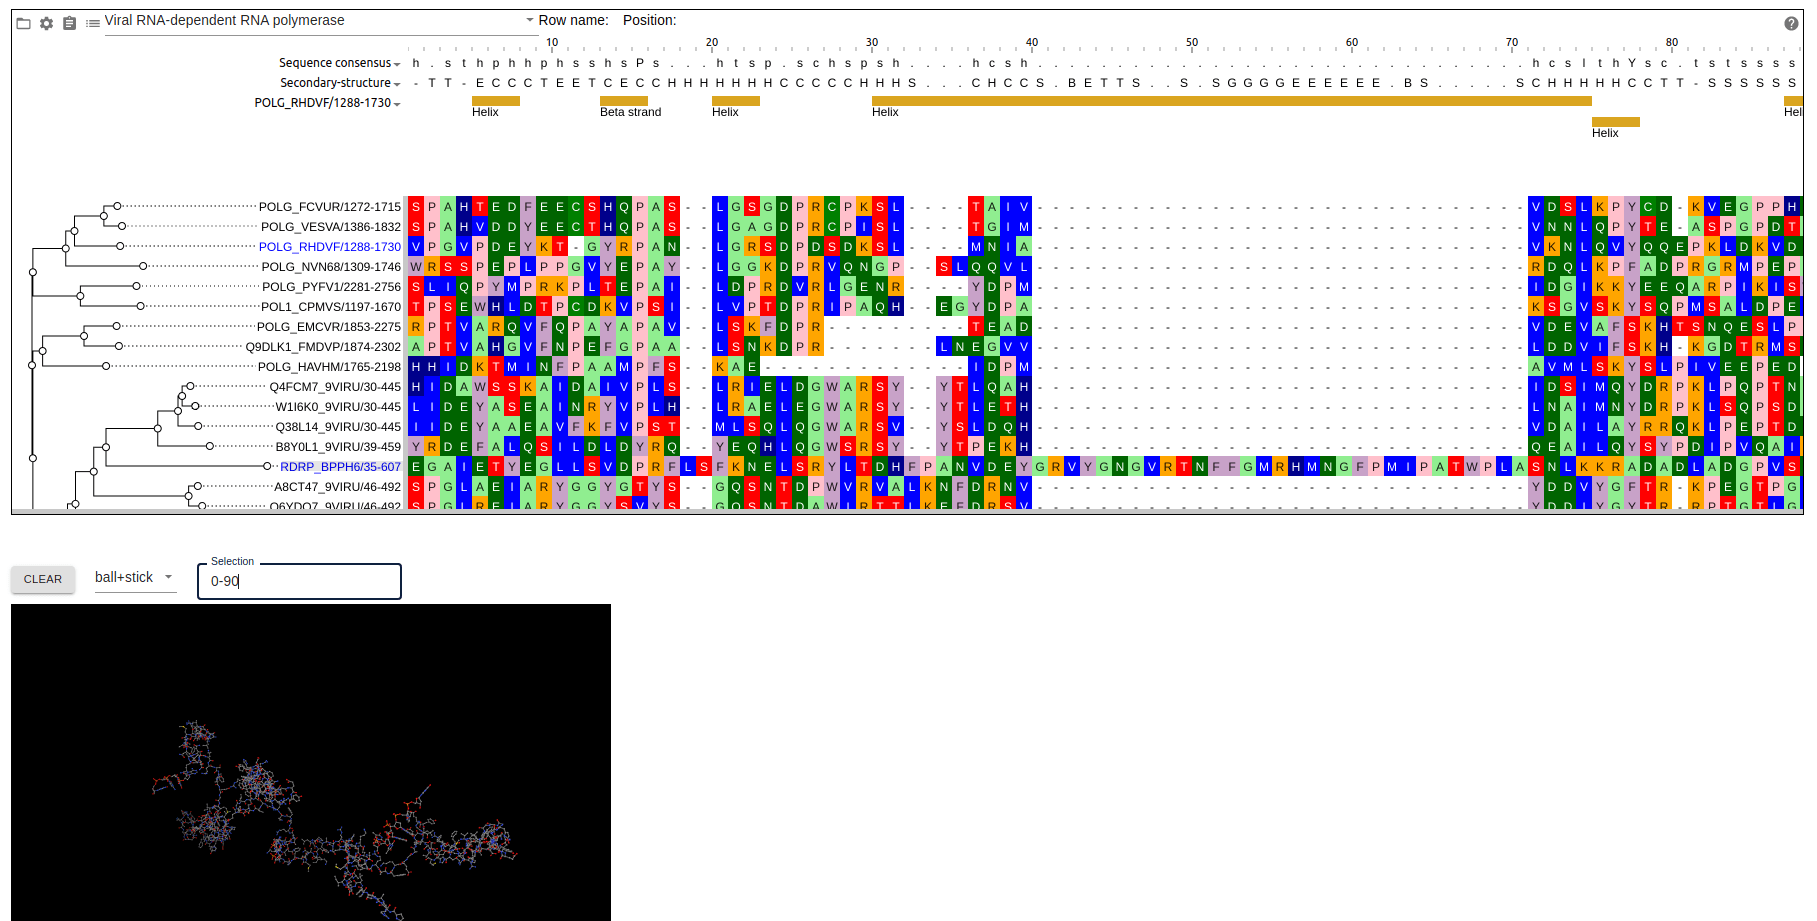 Viral RNA-dependent RNA polymerase Row name: Position:
10 20 30 40 50 60 70 80
Sequence consensus h . s t h p h h p h s s h s P s . . . h t s p . s c h s p s h . . . . h c s h . . . . . . . . . . . . . . . . . . . . . . . . . . . . . . . h c s l t h Y s c . t s t s s s s
Secondary-structure - T T - E C C C T E E T C E C C H H H H H H C C C C C H H H S . . . . C H C C S . B E T T S . . S . S G G G G E E E E E E . B S . . . . . S C H H H H H C C T T - S S S S S S
POLG_RHDVF/1288-1730
Helix Beta strand Helix Helix Hel
Helix
POLG_FCVUR/1272-1715 S P A H T E D F E E C S H Q P A S - - L G S G D P R C P K S L - - - - T A I V - - - - - - - - - - - - - - - - - - - - - - - - - - - - - - - V D S L K P Y C D - K V E G P P H
POLG_VESVA/1386-1832 S P A H V D D Y E E C T H Q P A S - - L G A G D P R C P I S L - - - - T G I M - - - - - - - - - - - - - - - - - - - - - - - - - - - - - - - V N N L Q P Y T E - A S P G P D T
POLG_RHDVF/1288-1730 V P G V P D E Y K T - G Y R P A N - - L G R S D P D S D K S L - - - - M N I A - - - - - - - - - - - - - - - - - - - - - - - - - - - - - - - V K N L Q V Y Q Q E P K L D K V D
POLG_NVN68/1309-1746 W R S S P E P L P P G V Y E P A Y - - L G G K D P R V Q N G P - - S L Q Q V L - - - - - - - - - - - - - - - - - - - - - - - - - - - - - - - R D Q L K P F A D P R G R M P E P
POLG_PYFV1/2281-2756 S L I Q P Y M P R K P L T E P A I - - L D P R D V R L G E N R - - - - Y D P M - - - - - - - - - - - - - - - - - - - - - - - - - - - - - - - I D G I K K Y E E Q A R P I K I S
POL1_CPMVS/1197-1670 T P S E W H L D T P C D K V P S I - - L V P T D P R I P A Q H - - E G Y D P A - - - - - - - - - - - - - - - - - - - - - - - - - - - - - - - K S G V S K Y S Q P M S A L D P E
POLG_EMCVR/1853-2275 R P T V A R Q V F Q P A Y A P A V - - L S K F D P R - - - - - - - - - T E A D - - - - - - - - - - - - - - - - - - - - - - - - - - - - - - - V D E V A F S K H T S N Q E S L P
Q9DLK1_FMDVP/1874-2302 A P T V A H G V F N P E F G P A A - - L S N K D P R - - - - - - - L N E G V V - - - - - - - - - - - - - - - - - - - - - - - - - - - - - - - L D D V I F S K H - K G D T R M S
POLG_HAVHM/1765-2198 H H I D K T M I N F P A A M P F S - - K A E - - - - - - - - - - - - - I D P M - - - - - - - - - - - - - - - - - - - - - - - - - - - - - - - A V M L S K Y S L P I V E E P E D
Q4FCM7_9VIRU/30-445 H I D A W S S K A I D A I V P L S - - L R I E L D G W A R S Y - - Y T L Q A H - - - - - - - - - - - - - - - - - - - - - - - - - - - - - - - I D S I M Q Y D R P K L P Q P T N
W1I6K0_9VIRU/30-445 L I D E Y A S E A I N R Y V P L H - - L R A E L E G W A R S Y - - Y T L E T H - - - - - - - - - - - - - - - - - - - - - - - - - - - - - - - L N A I M N Y D R P K L S Q P S D
Q38L14_9VIRU/30-445 I I D E Y A A E A V F K F V P S T - - M L S Q L Q G W A R S V - - Y S L D Q H - - - - - - - - - - - - - - - - - - - - - - - - - - - - - - - V D A I L A Y R R Q K L P E P T D
B8Y0L1_9VIRU/39-459 Y R D E F A L Q S I L D L D Y R Q - - Y E Q H L Q G W S R S Y - - Y T P E K H - - - - - - - - - - - - - - - - - - - - - - - - - - - - - - - Q E A I L Q Y S Y P D I P V Q A I
RDRP_BPPH6/35-607 E G A I E T Y E G L L S V D P R F L S F K N E L S R Y L T D H F P A N V D E Y G R V Y G N G V R T N F F G M R H M N G F P M I P A T W P L A S N L K K R A D A D L A D G P V S
A8CT47_9VIRU/46-492 S P G L A E I A R Y G G Y G T Y S - - G Q S N T D P W V R V A L K N F D R N V - - - - - - - - - - - - - - - - - - - - - - - - - - - - - - - Y D D V Y G F T R - K P E G T P G
Q6YDQ7_9VIRU/46-492 S P G L R E I A R Y G G Y S V Y S - - G Q S N T D A W I R T T L K E F D R S V - - - - - - - - - - - - - - - - - - - - - - - - - - - - - - - Y D D I Y G Y T R - R P T G T L G
CLEAR ball+stick Selection
0-90